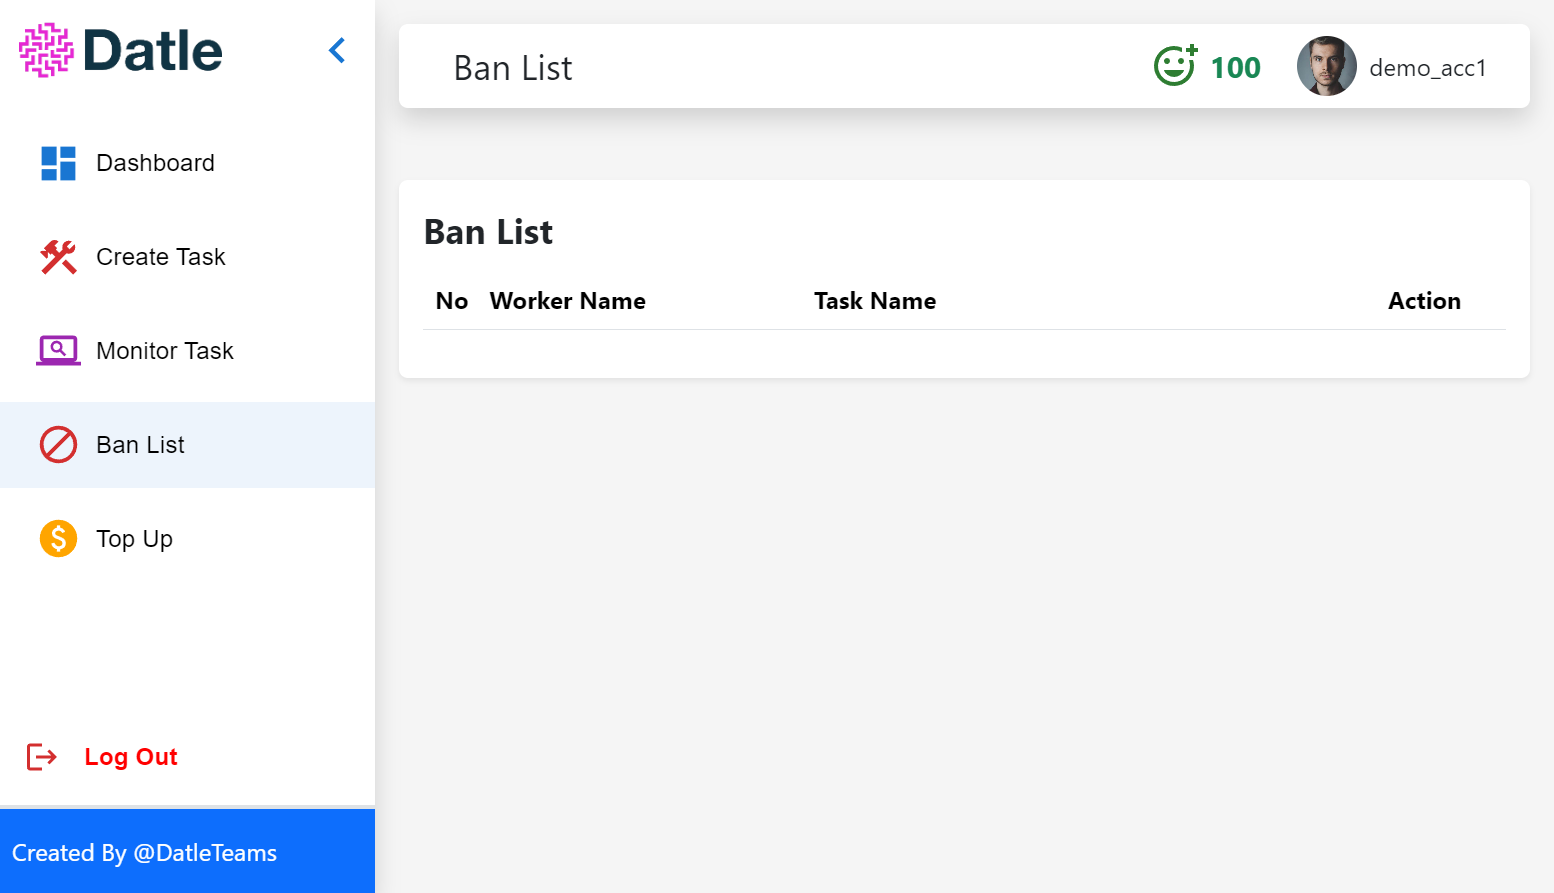 Datle
Dashboard
Create Task
Monitor Task
Ban List
Top Up
Log Out
Created By @DatleTeams
Ban List
100
demo_acc1
Ban List
No Worker Name Task Name Action